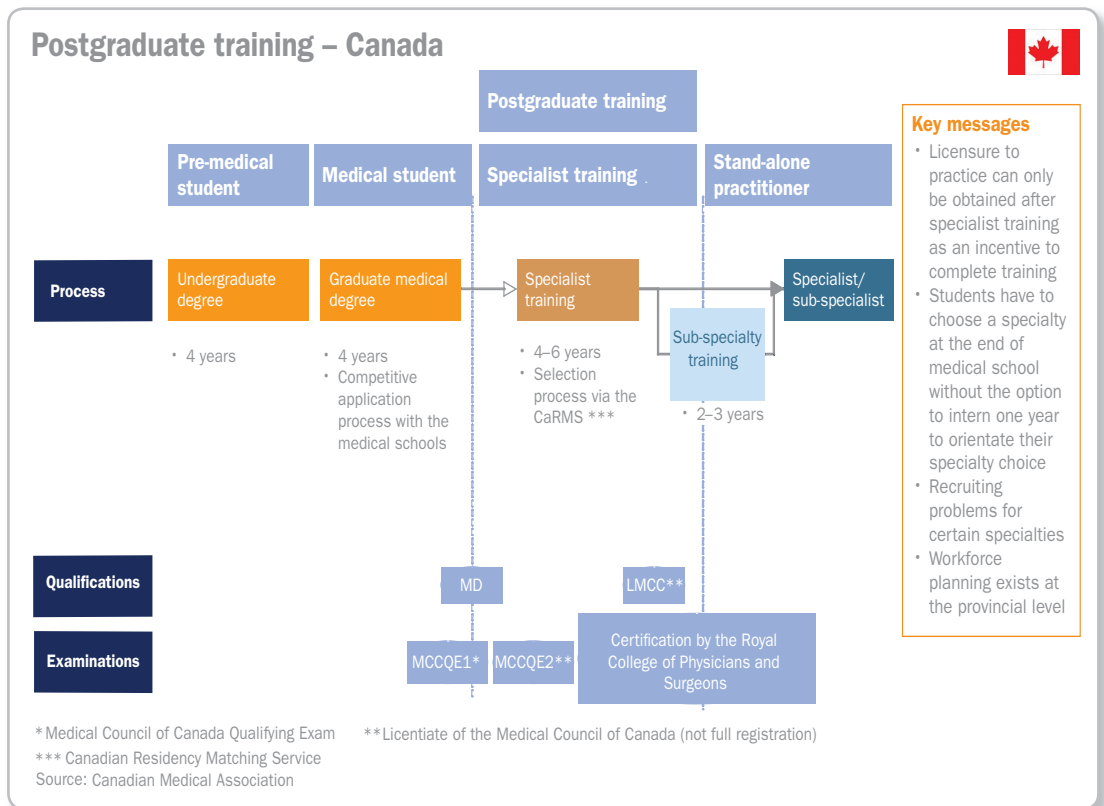 Postgraduate training – Canada
Postgraduate training
Pre-medical
student
Medical student
Specialist training .
Stand-alone
practitioner
Process
Undergraduate
degree
Graduate medical
degree
Specialist
training
Sub-specialty
training
Specialist/
sub-specialist
• 4 years
• 4 years
• Competitive
application
process with the
medical schools
• 4–6 years
• Selection
process via the
CaRMS ***
• 2–3 years
Qualifications
MD
LMCC**
Examinations
MCCQE1*
MCCQE2**
Certification by the Royal
College of Physicians and
Surgeons
Key messages
• Licensure to
practice can only
be obtained after
specialist training
as an incentive to
complete training
• Students have to
choose a specialty
at the end of
medical school
without the option
to intern one year
to orientate their
specialty choice
• Recruiting
problems for
certain specialties
• Workforce
planning exists at
the provincial level
* Medical Council of Canada Qualifying Exam
**Licentiate of the Medical Council of Canada (not full registration)
*** Canadian Residency Matching Service
Source: Canadian Medical Association